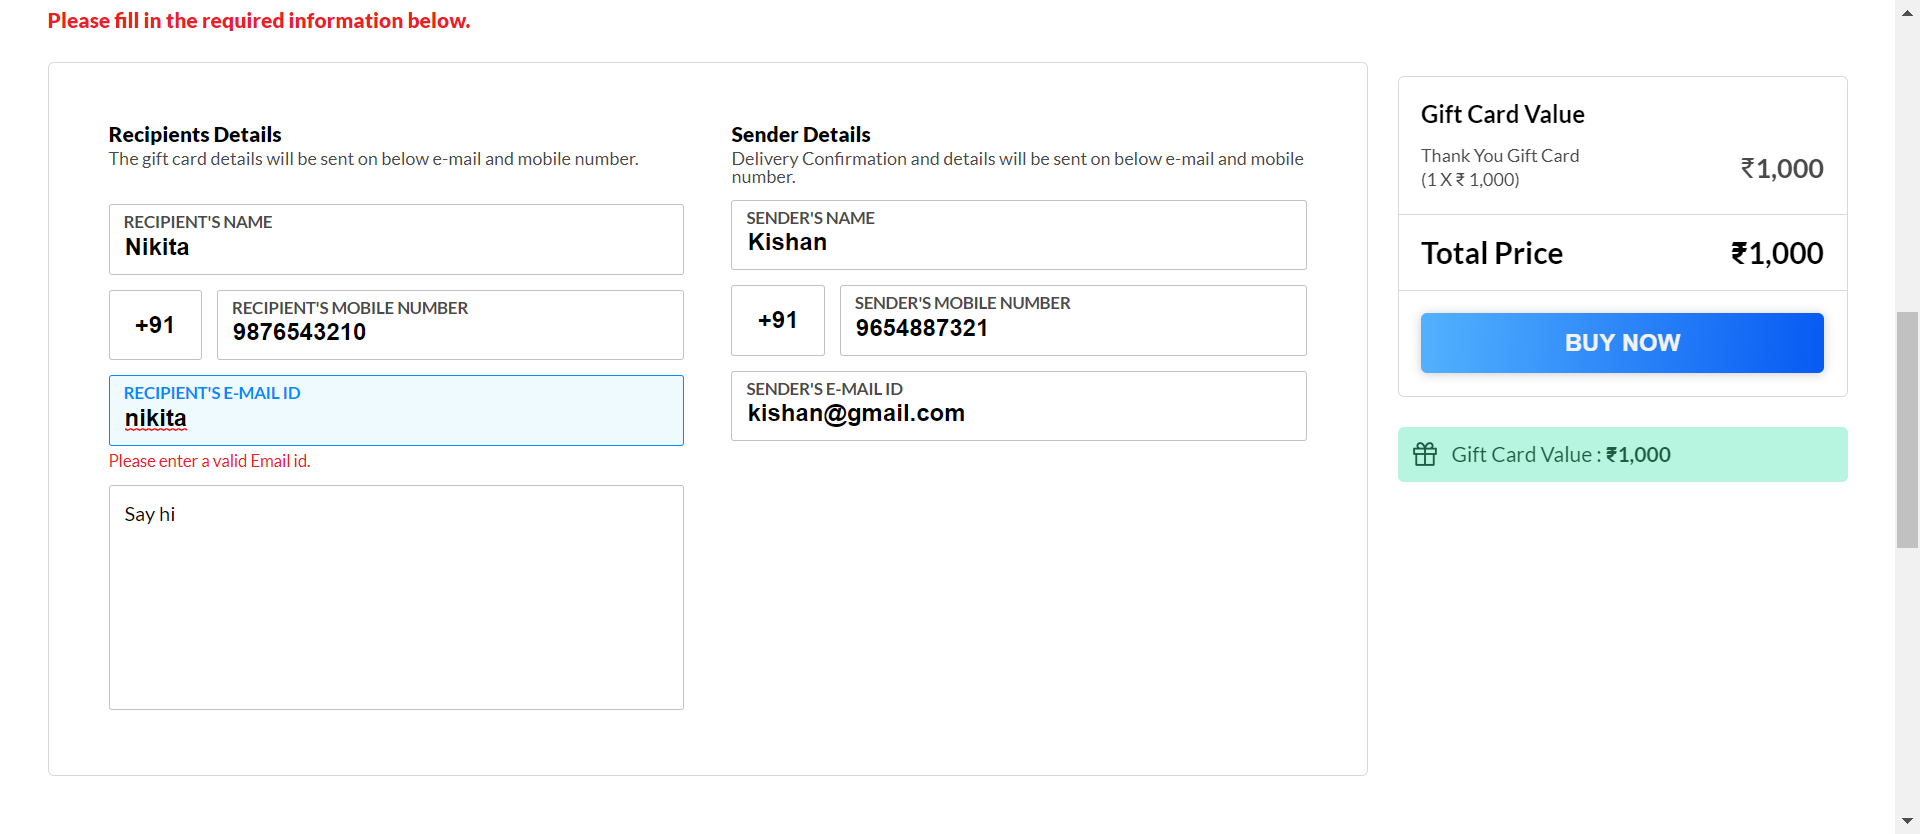 Please fill in the required information below.
Recipients Details
The gift card details will be sent on below e-mail and mobile number.
RECIPIENT'S NAME
Nikita
+91
RECIPIENT'S MOBILE NUMBER
9876543210
RECIPIENT'S E-MAIL ID
nikita
Please enter a valid Email id.
Say hi
Sender Details
Delivery Confirmation and details will be sent on below e-mail and mobile
number.
SENDER'S NAME
Kishan
+91
SENDER'S MOBILE NUMBER
9654887321
SENDER'S E-MAIL ID
kishan@gmail.com
Gift Card Value
Thank You Gift Card
(1 X ₹ 1,000)
₹1,000
Total Price ₹1,000
BUY NOW
Gift Card Value : ₹1,000